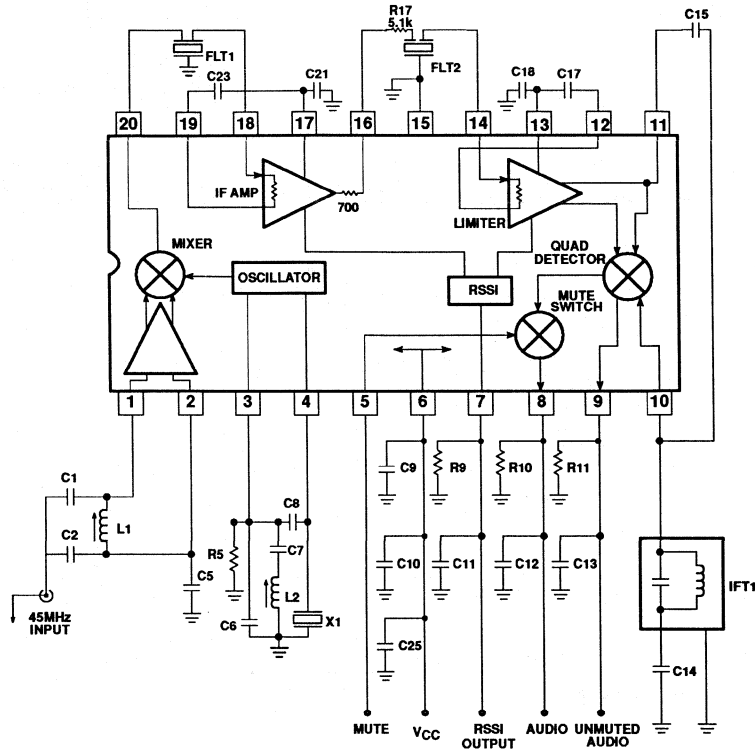 R17
5.1k
C15
FLT1
FLT2
C23
C21
C18
C17
20
19
18
17
16
15
14
13
12
11
IF AMP
700
LIMITER
MIXER
QUAD
DETECTOR
OSCILLATOR
RSSI
MUTE
SWITCH
1
2
3
4
5
6
7
8
9
10
C1
C9
R9
R10
R11
L1
C8
C2
R5
C7
C10
C11
C12
C13
IFT1
C5
L2
45MHz
INPUT
C6
X1
C25
C14
MUTE
VCC
RSSI
OUTPUT
AUDIO
UNMUTED
AUDIO